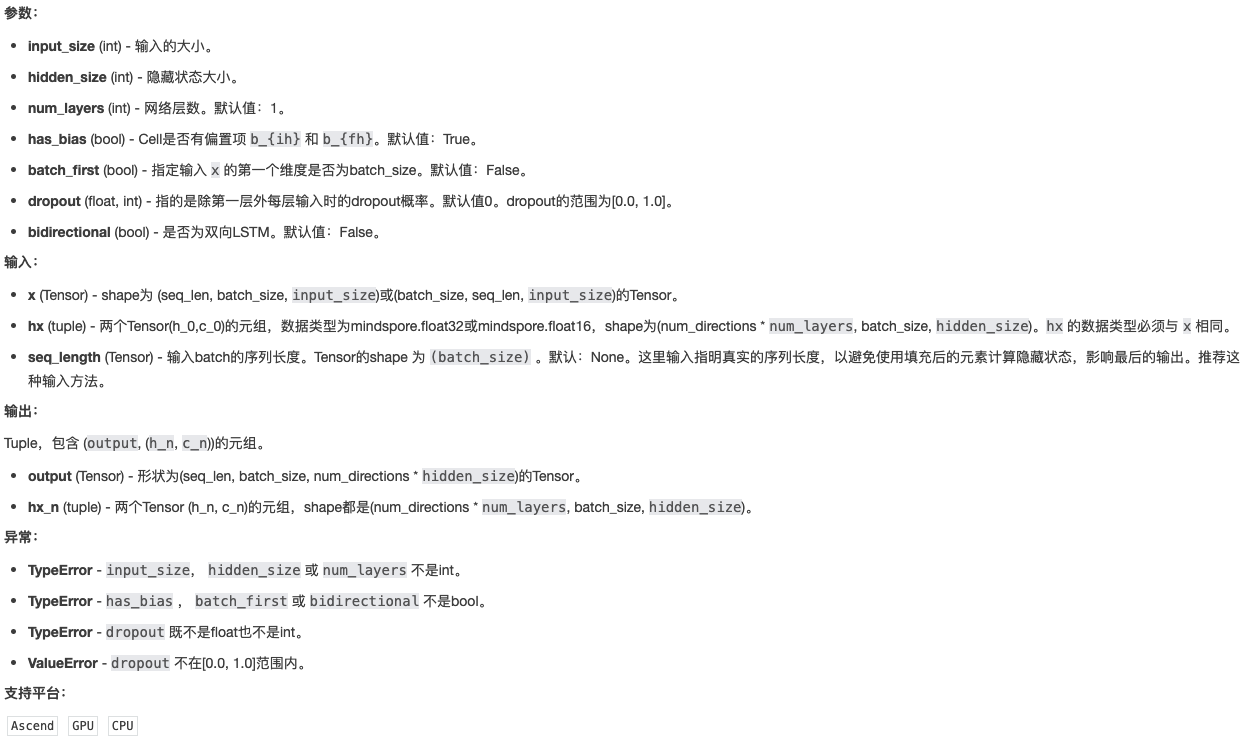 参数：
• input_size (int) - 输入的大小。
• hidden_size (int) - 隐藏状态大小。
• num_layers (int) - 网络层数。默认值：1。
• has_bias (bool) - Cell是否有偏置项 b_{ih} 和 b_{fh}。默认值：True。
• batch_first (bool) - 指定输入 x 的第一个维度是否为batch_size。默认值：False。
• dropout (float, int) - 指的是除第一层外每层输入时的dropout概率。默认值0。dropout的范围为[0.0, 1.0]。
• bidirectional (bool) - 是否为双向LSTM。默认值：False。
输入：
• x (Tensor) - shape为 (seq_len, batch_size, input_size)或(batch_size, seq_len, input_size)的Tensor。
• hx (tuple) - 两个Tensor(h_0,c_0)的元组，数据类型为mindspore.float32或mindspore.float16，shape为(num_directions * num_layers, batch_size, hidden_size)。hx 的数据类型必须与 x 相同。
• seq_length (Tensor) - 输入batch的序列长度。Tensor的shape 为 (batch_size) 。默认：None。这里输入指明真实的序列长度，以避免使用填充后的元素计算隐藏状态，影响最后的输出。推荐这
种输入方法。
输出：
Tuple，包含 (output, (h_n, c_n))的元组。
• output (Tensor) - 形状为(seq_len, batch_size, num_directions * hidden_size)的Tensor。
• hx_n (tuple) - 两个Tensor (h_n, c_n)的元组，shape都是(num_directions * num_layers, batch_size, hidden_size)。
异常：
• TypeError - input_size， hidden_size 或 num_layers 不是int。
• TypeError - has_bias ， batch_first 或 bidirectional 不是bool。
• TypeError - dropout 既不是float也不是int。
• ValueError - dropout 不在[0.0, 1.0]范围内。
支持平台：
Ascend GPU CPU